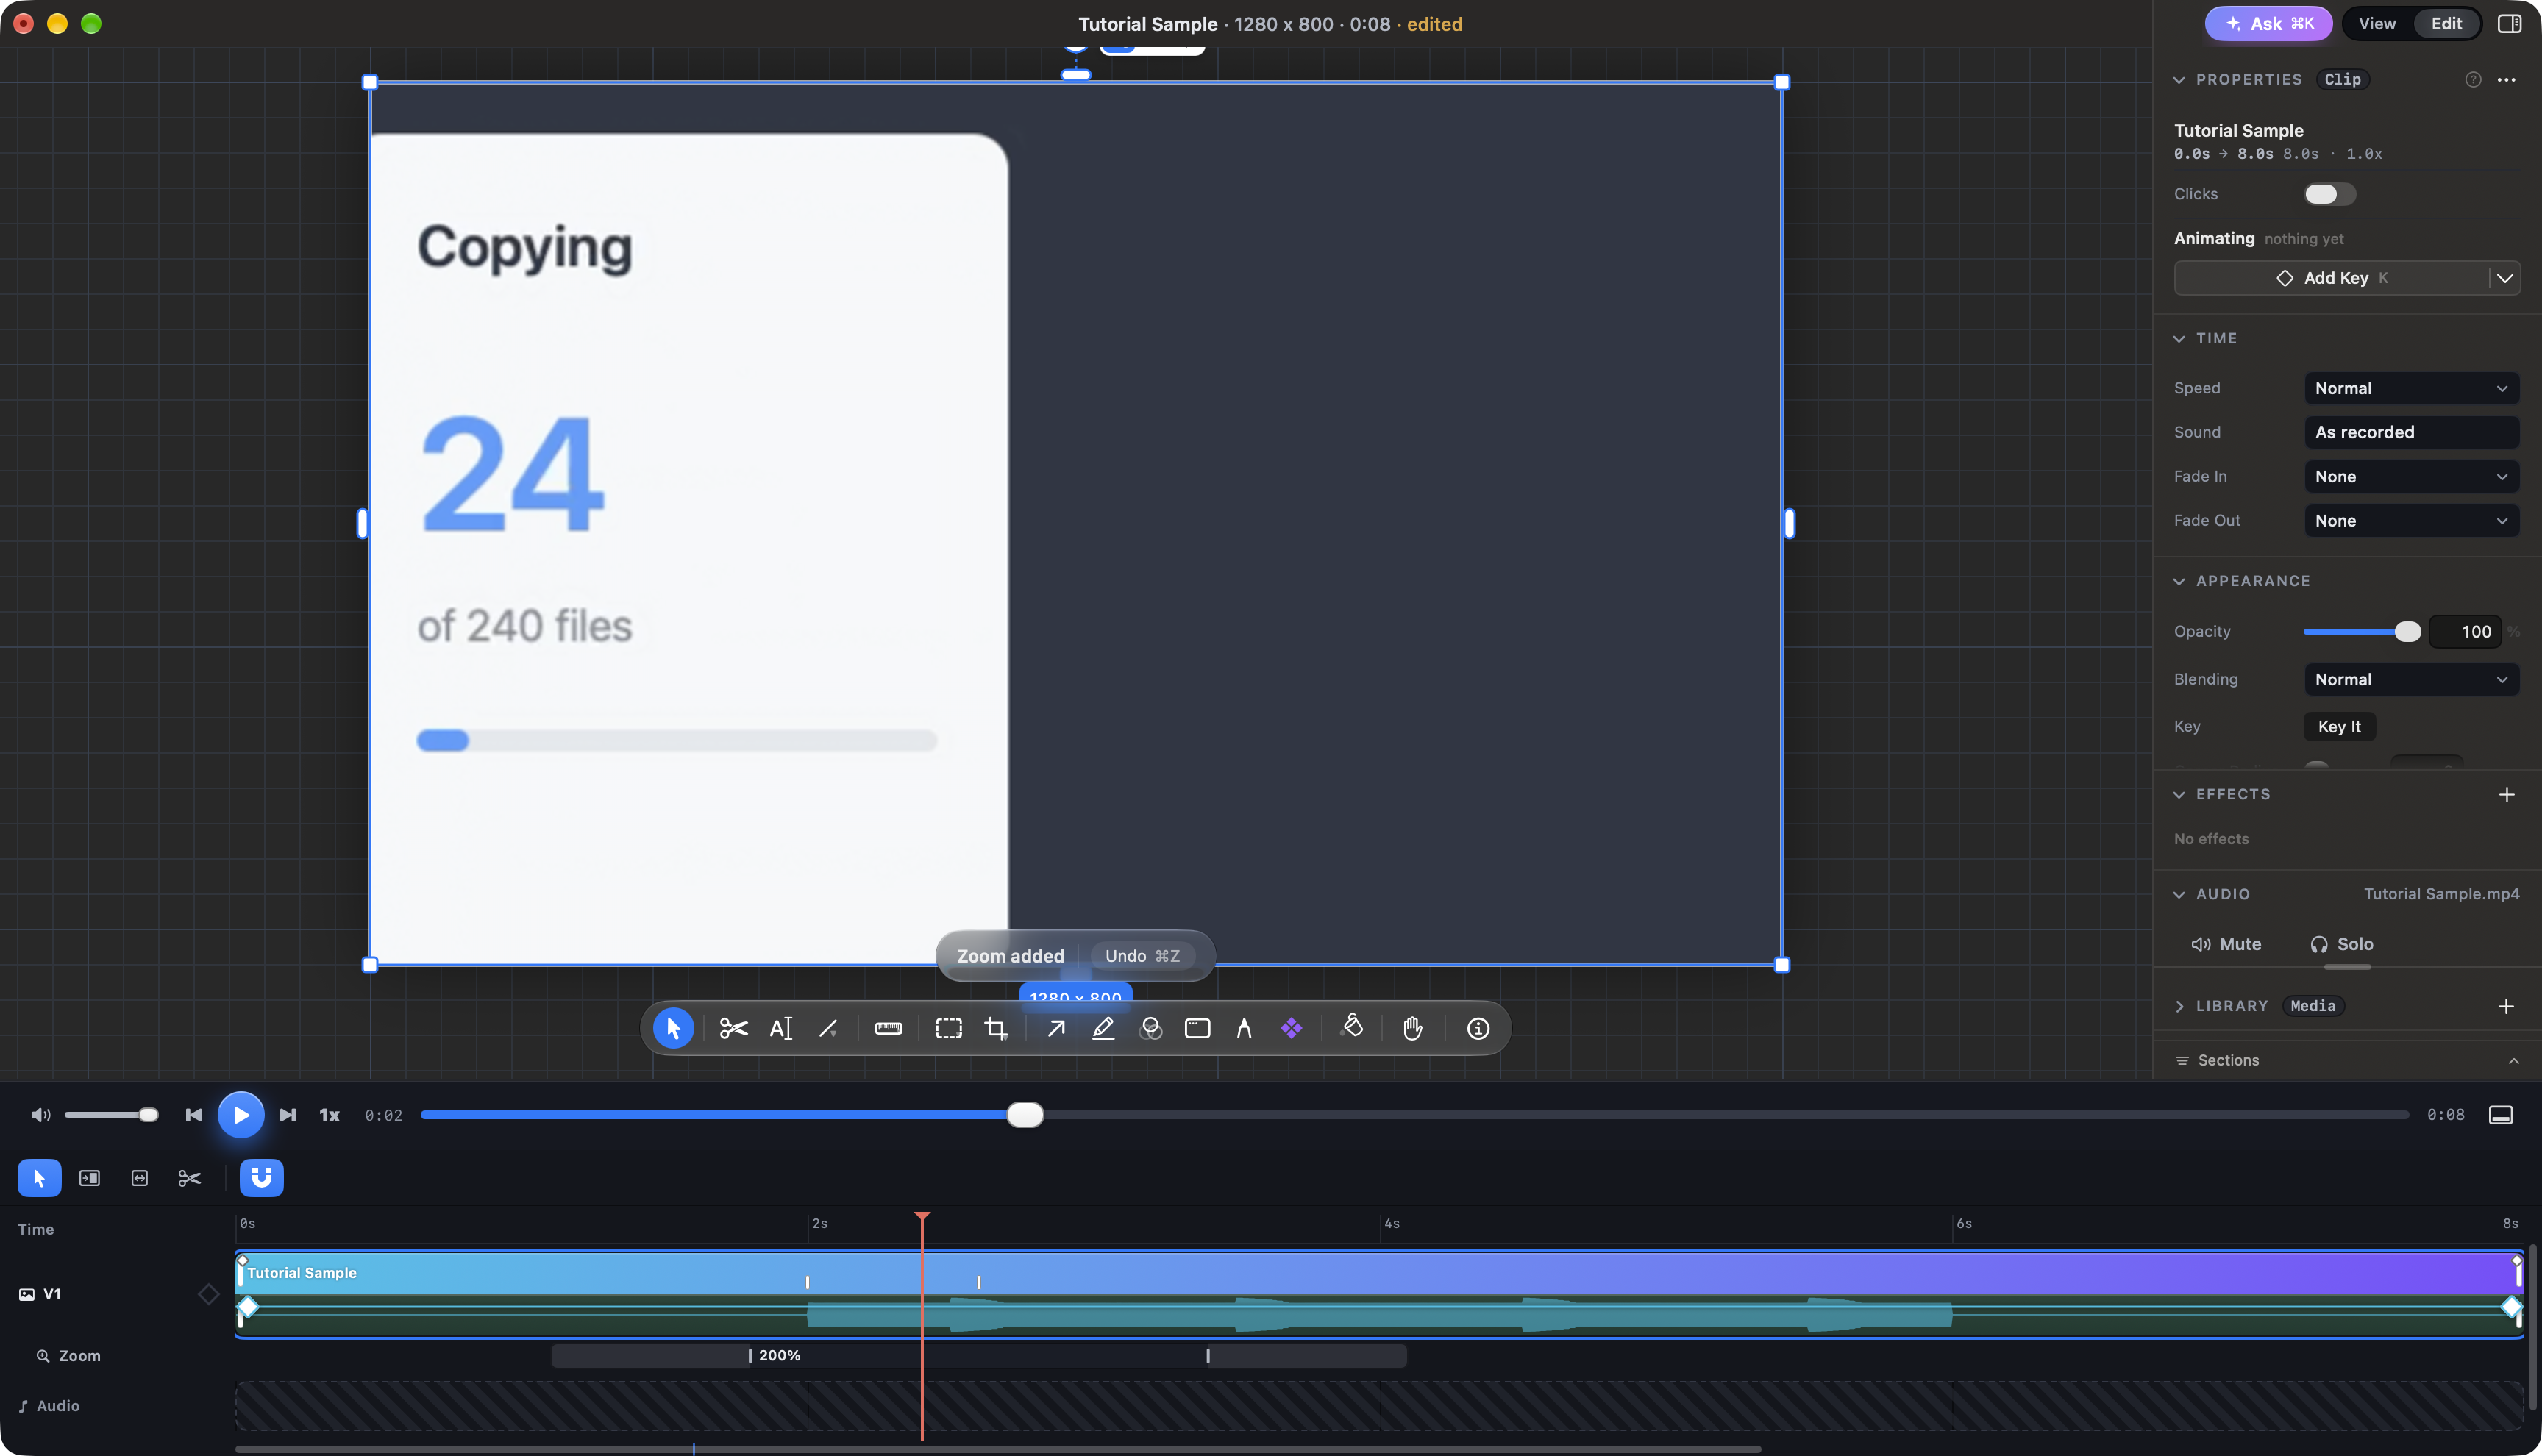 Tutorial Sample · 1280 x 800 · 0:08 · edited
Ask ⌘K
View
Edit
PROPERTIES Clip
Tutorial Sample
0.0s → 8.0s 8.0s · 1.0x
Clicks
Animating nothing yet
Add Key K
TIME
Speed Normal
Sound As recorded
Fade In None
Fade Out None
APPEARANCE
Opacity 100 %
Blending Normal
Key Key It
EFFECTS
No effects
AUDIO Tutorial Sample.mp4
Mute Solo
LIBRARY Media
Sections
Copying
24
of 240 files
Zoom added Undo ⌘Z
1280 × 800
1x 0:02 0:08
Time 0s 2s 4s 6s 8s
Tutorial Sample
V1
Zoom 200%
Audio